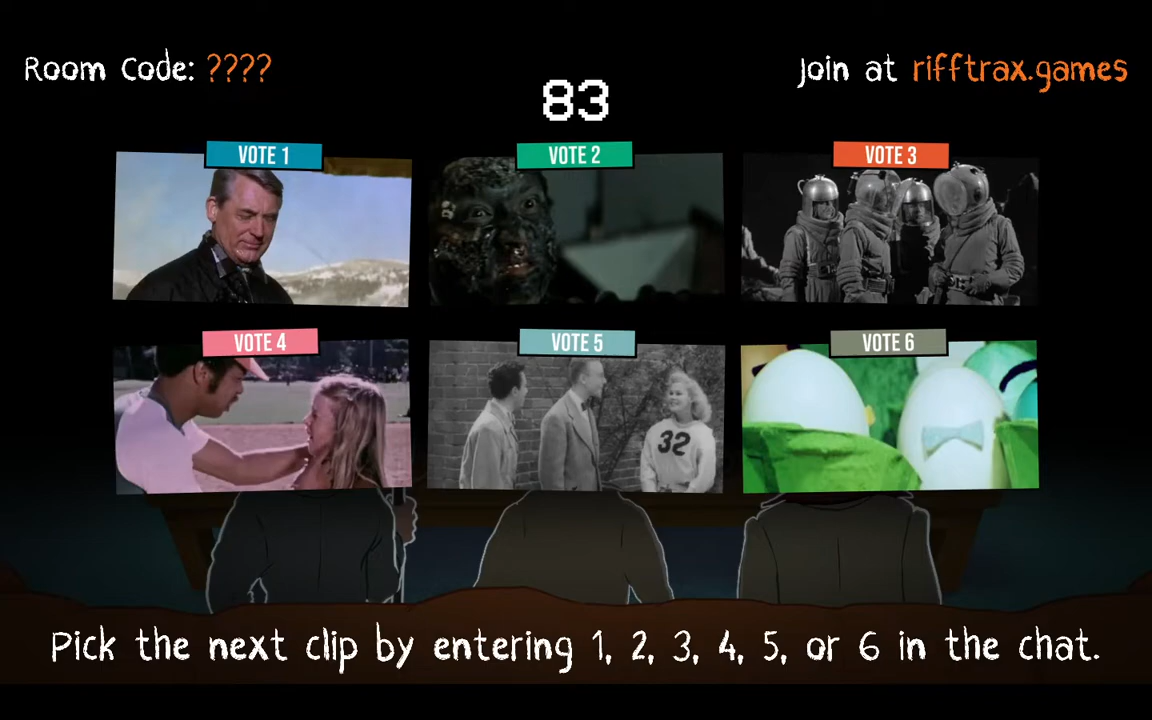 Room Code: ????
Join at rifftrax.games
83
VOTE 1
VOTE 2
VOTE 3
VOTE 4
VOTE 5
VOTE 6
32
Pick the next clip by entering 1, 2, 3, 4, 5, or 6 in the chat.